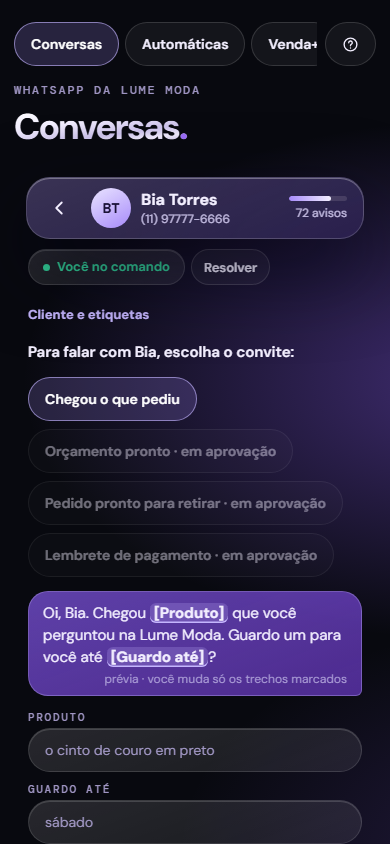 Conversas
Automáticas
Venda+
WHATSAPP DA LUME MODA
Conversas.
BT
Bia Torres
(11) 97777-6666
72 avisos
Você no comando
Resolver
Cliente e etiquetas
Para falar com Bia, escolha o convite:
Chegou o que pediu
Orçamento pronto · em aprovação
Pedido pronto para retirar · em aprovação
Lembrete de pagamento · em aprovação
Oi, Bia. Chegou [Produto] que você
perguntou na Lume Moda. Guardo um para
você até [Guardo até]?
prévia · você muda só os trechos marcados
PRODUTO
o cinto de couro em preto
GUARDO ATÉ
sábado